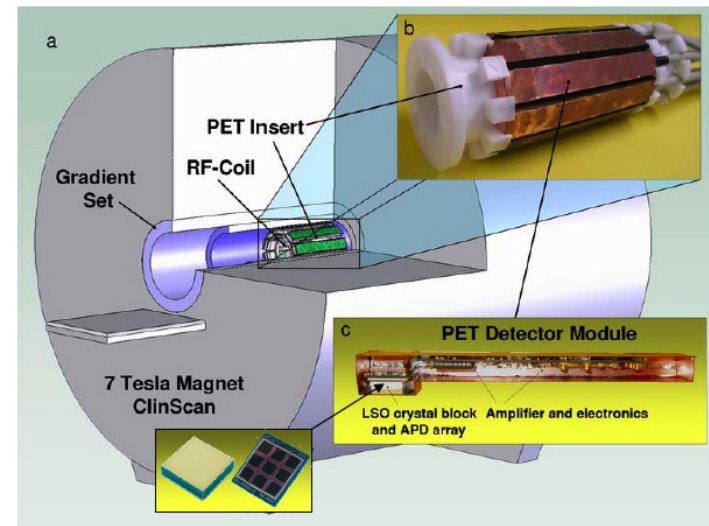 a
b
PET Insert
RF-Coil
Gradient
Set
c
PET Detector Module
7 Tesla Magnet
ClinScan
LSO crystal block
and APD array
Amplifier and electronics